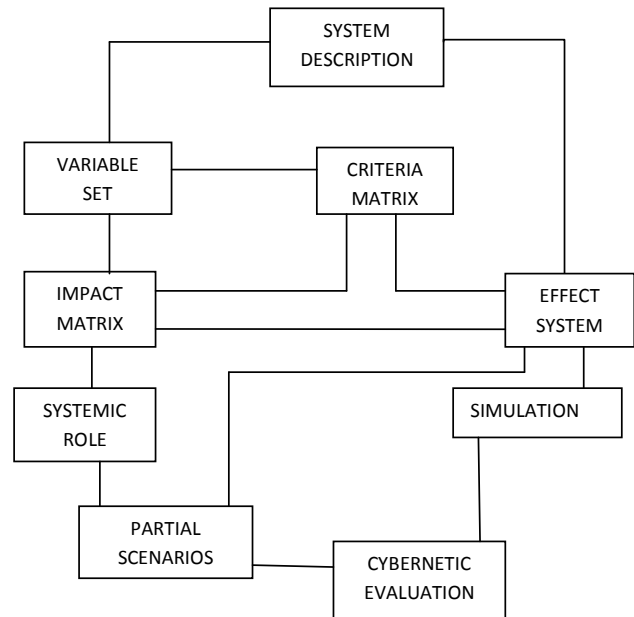 SYSTEM
DESCRIPTION
VARIABLE
SET
CRITERIA
MATRIX
IMPACT
MATRIX
EFFECT
SYSTEM
SYSTEMIC
ROLE
SIMULATION
PARTIAL
SCENARIOS
CYBERNETIC
EVALUATION